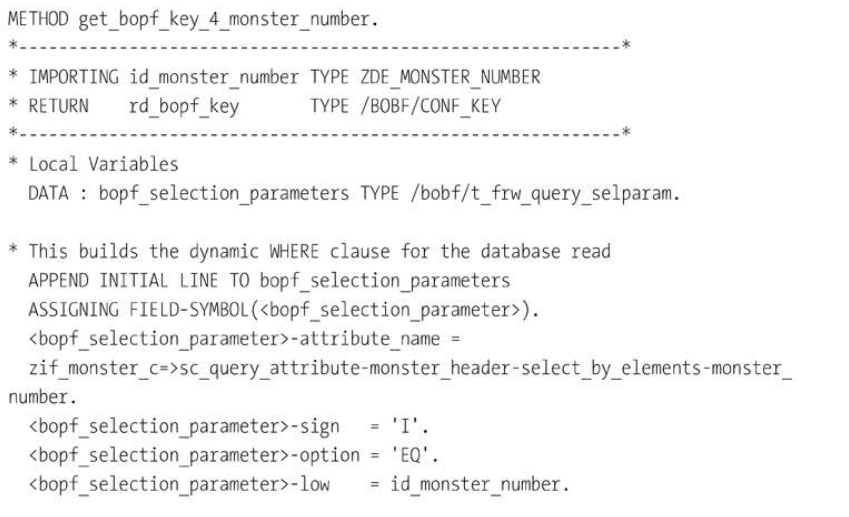 METHOD get_bopf_key_4_monster_number.
*------------------------------------------------------------*
* IMPORTING id_monster_number TYPE ZDE_MONSTER_NUMBER
* RETURN    rd_bopf_key       TYPE /BOBF/CONF_KEY
*------------------------------------------------------------*
* Local Variables
  DATA : bopf_selection_parameters TYPE /bobf/t_frw_query_selparam.

* This builds the dynamic WHERE clause for the database read
  APPEND INITIAL LINE TO bopf_selection_parameters
  ASSIGNING FIELD-SYMBOL(<bopf_selection_parameter>).
  <bopf_selection_parameter>-attribute_name =
  zif_monster_c=>sc_query_attribute-monster_header-select_by_elements-monster_
number.
  <bopf_selection_parameter>-sign   = 'I'.
  <bopf_selection_parameter>-option = 'EQ'.
  <bopf_selection_parameter>-low    = id_monster_number.